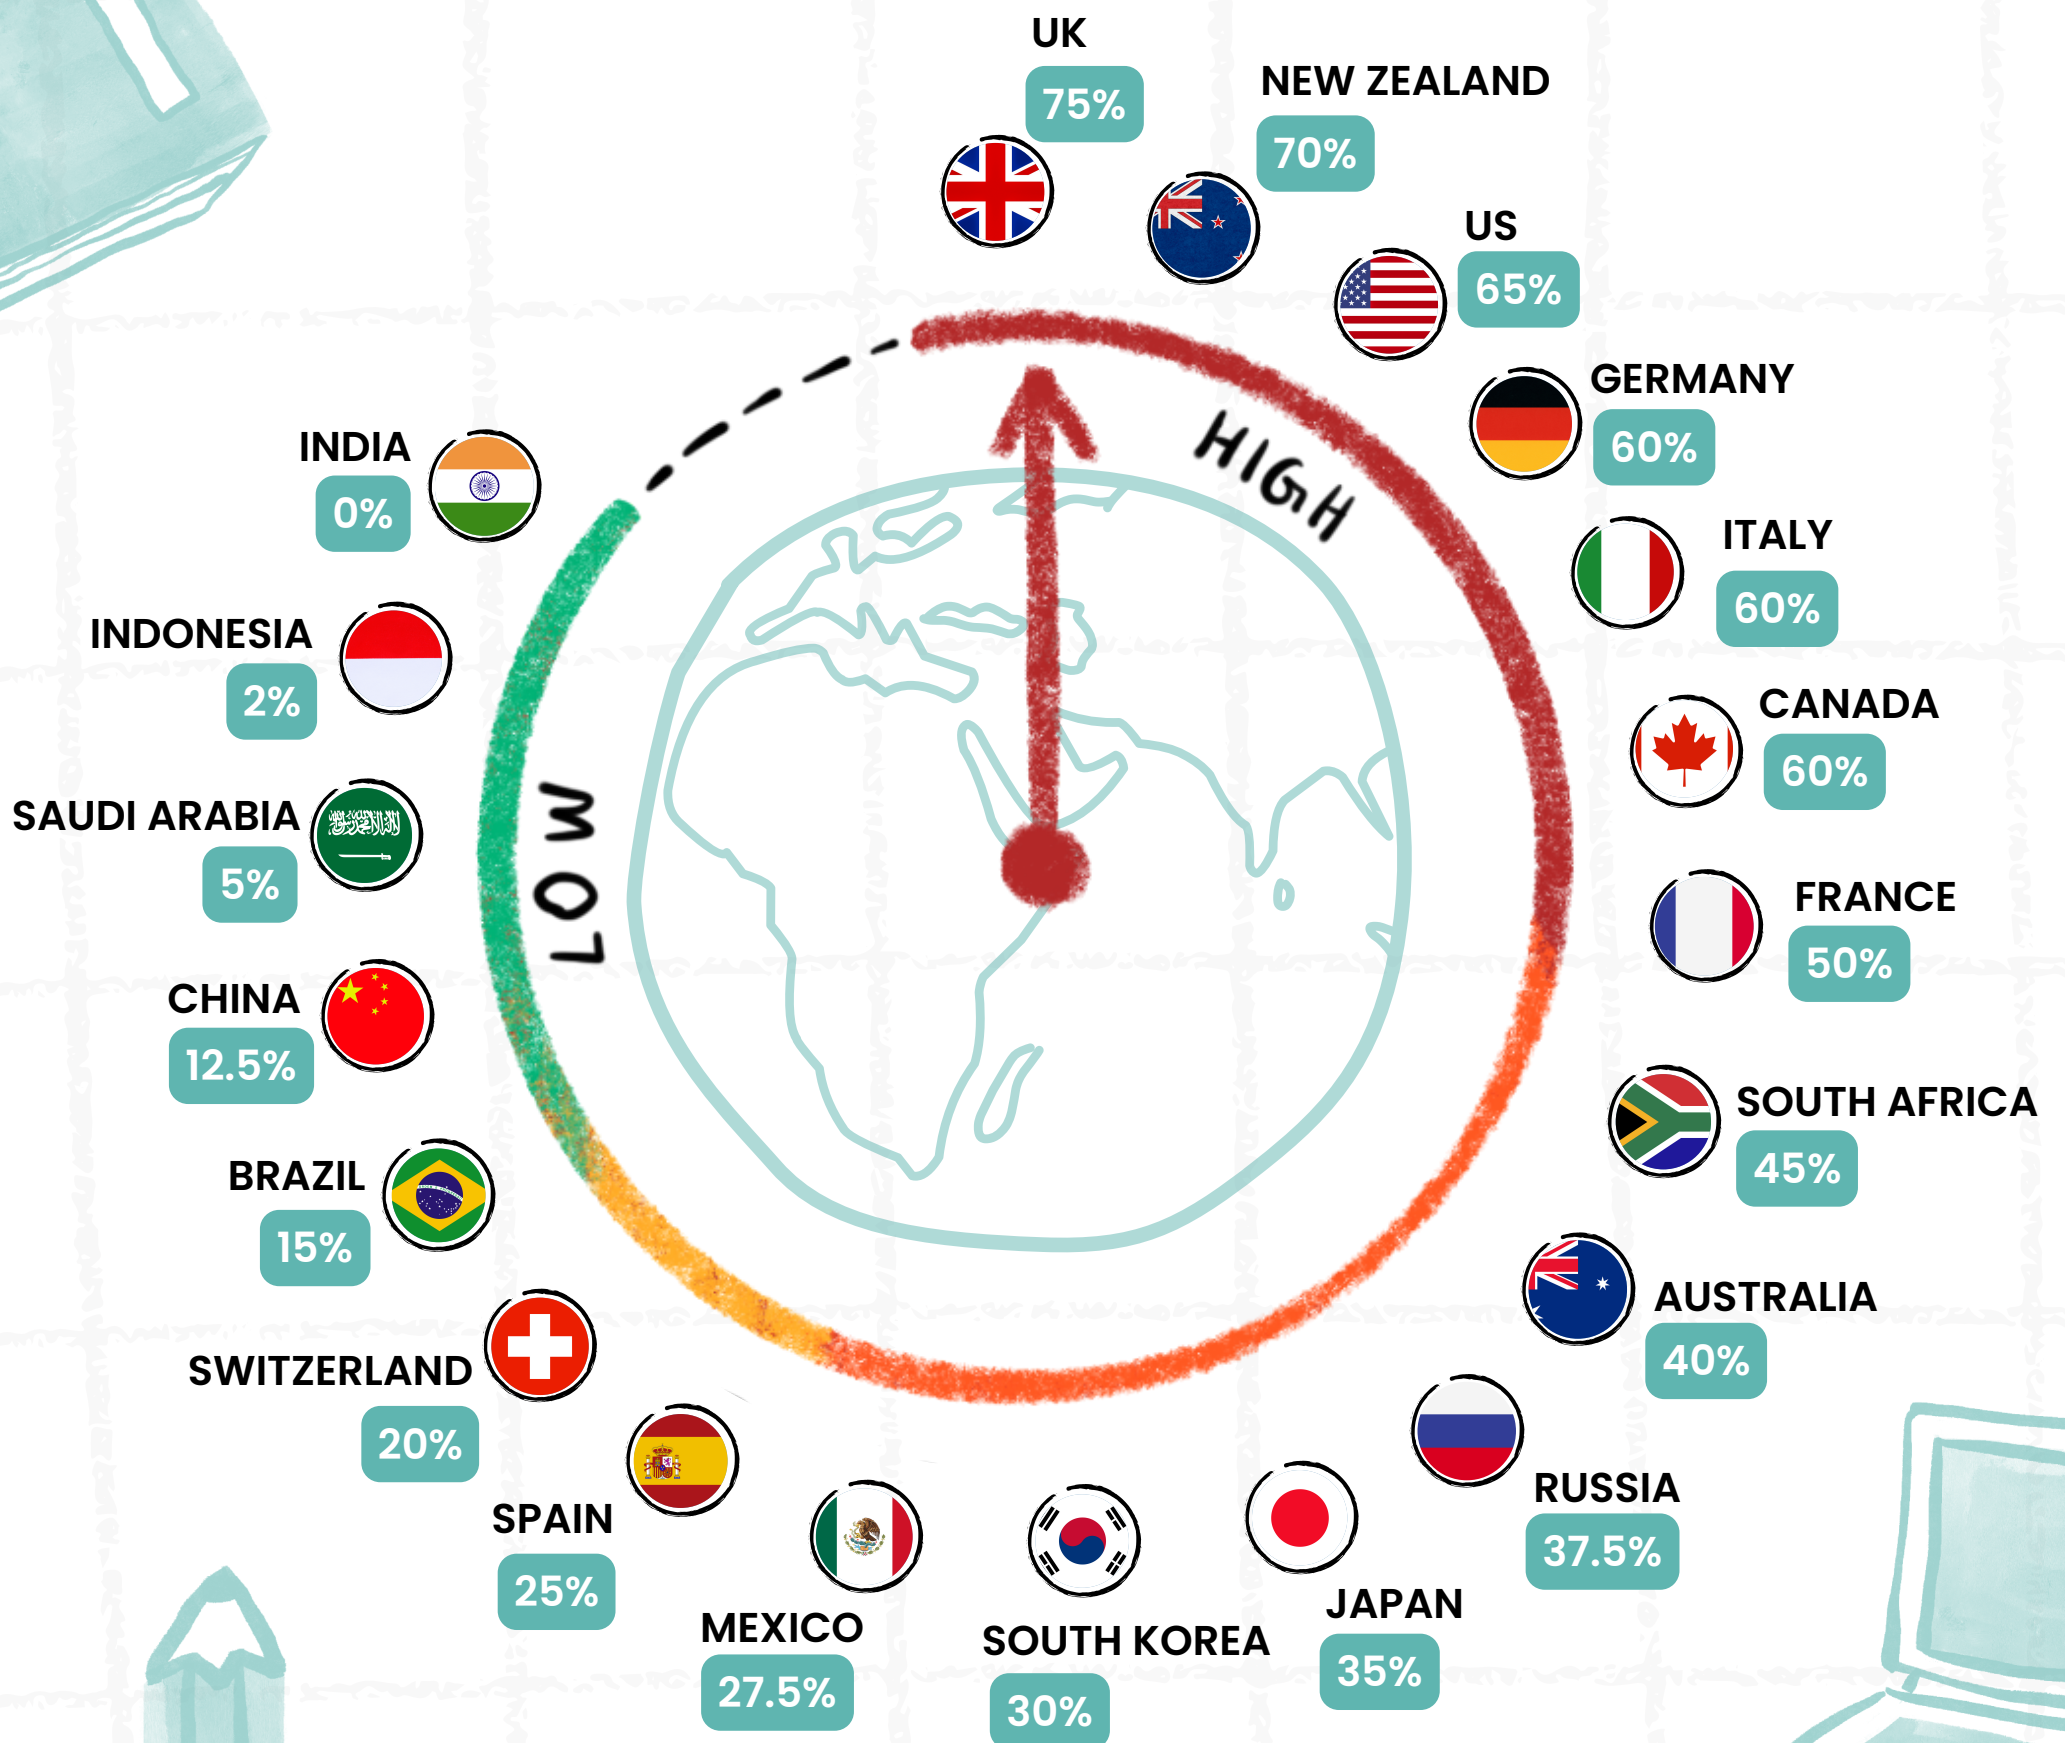 UK
75%
NEW ZEALAND
70%
US
65%
GERMANY
60%
ITALY
60%
CANADA
60%
FRANCE
50%
SOUTH AFRICA
45%
AUSTRALIA
40%
RUSSIA
37.5%
JAPAN
35%
SOUTH KOREA
30%
MEXICO
27.5%
SPAIN
25%
SWITZERLAND
20%
BRAZIL
15%
CHINA
12.5%
SAUDI ARABIA
5%
INDONESIA
2%
INDIA
0%
HIGH
LOW